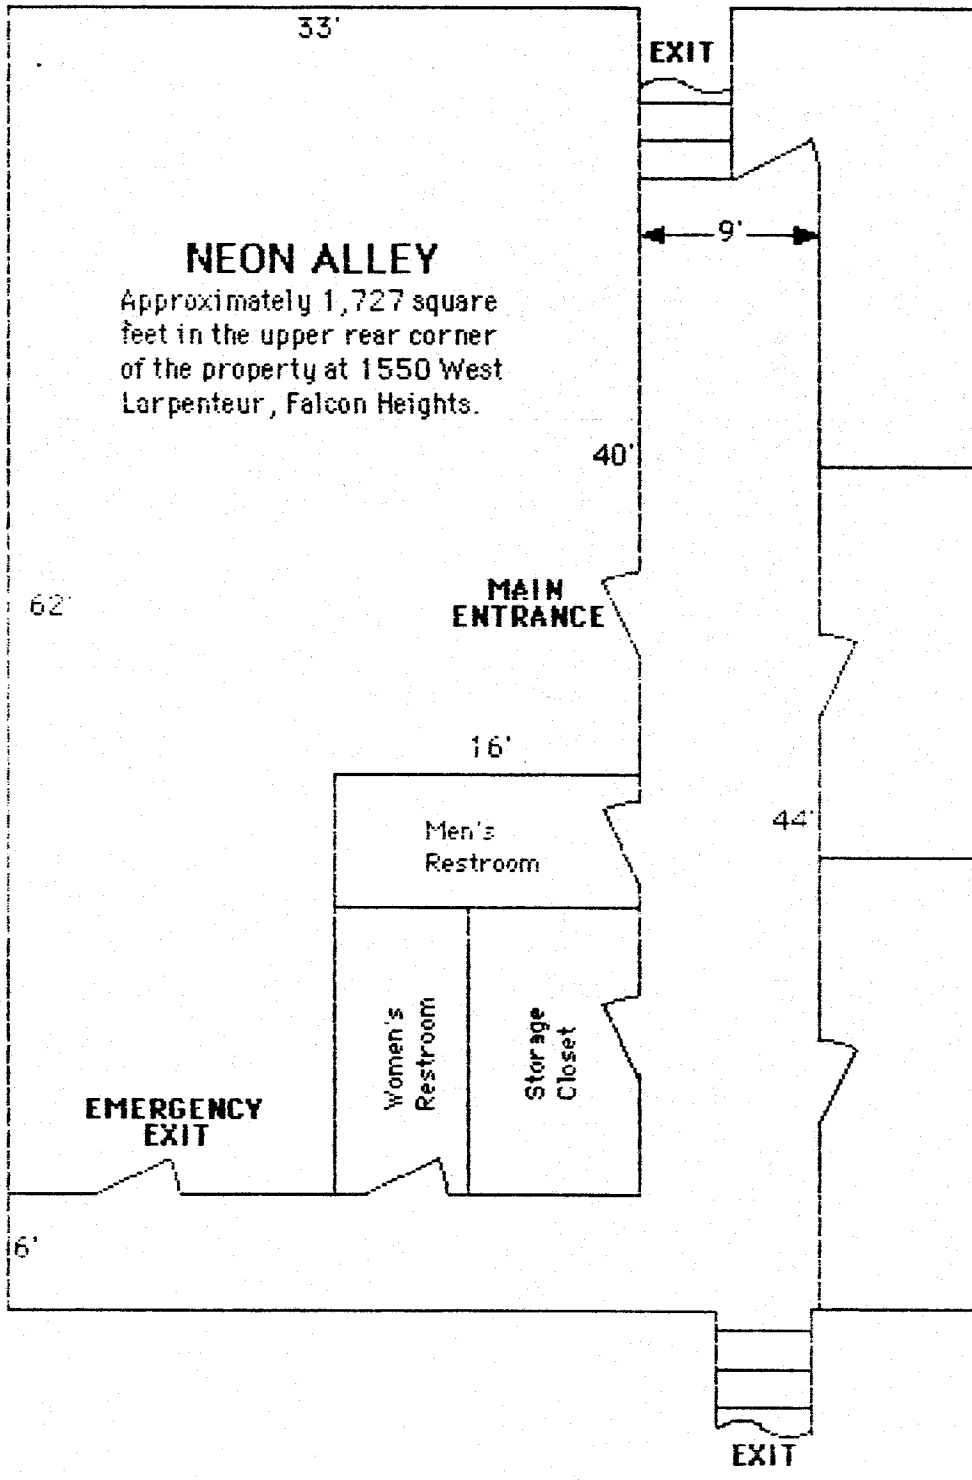 33'
EXIT
9'
NEON ALLEY
Approximately 1,727 square
feet in the upper rear corner
of the property at 1550 West
Larpenteur, Falcon Heights.
40'
MAIN
ENTRANCE
62'
16'
Men's
Restroom
44'
Women's
Restroom
Storage
Closet
EMERGENCY
EXIT
6'
EXIT